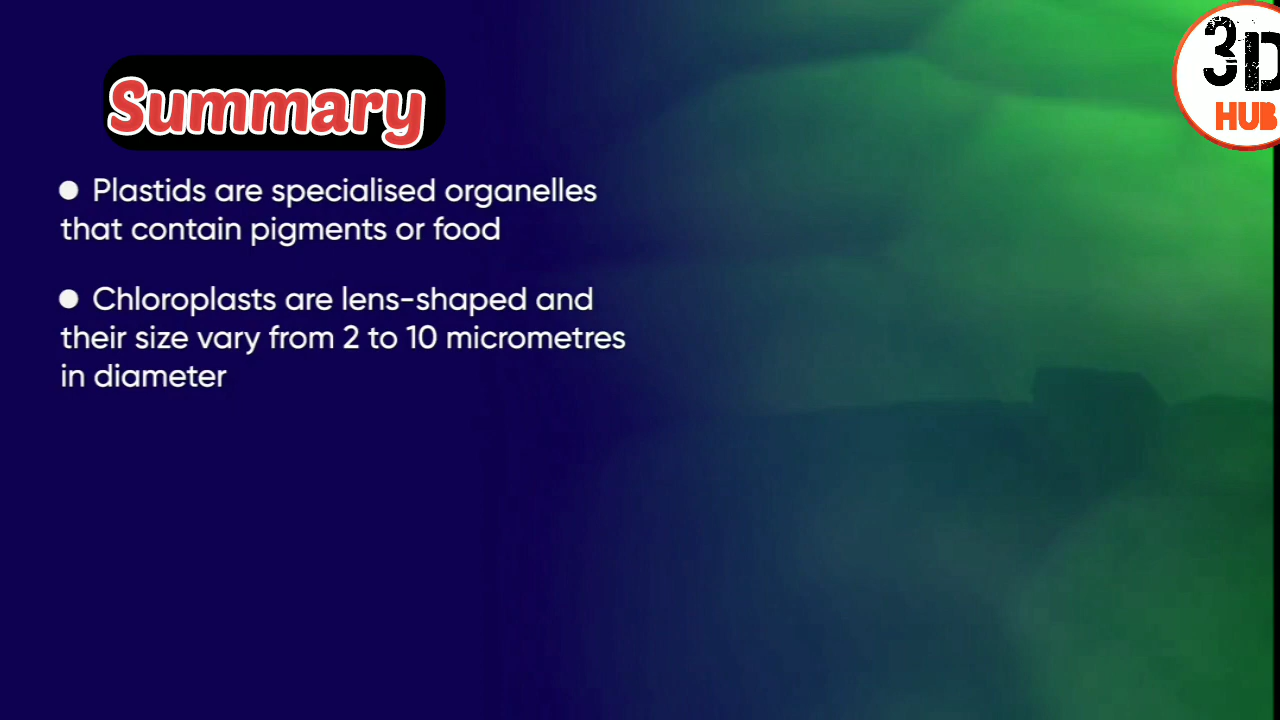 3D
HUB
Summary
● Plastids are specialised organelles
that contain pigments or food
● Chloroplasts are lens-shaped and
their size vary from 2 to 10 micrometres
in diameter